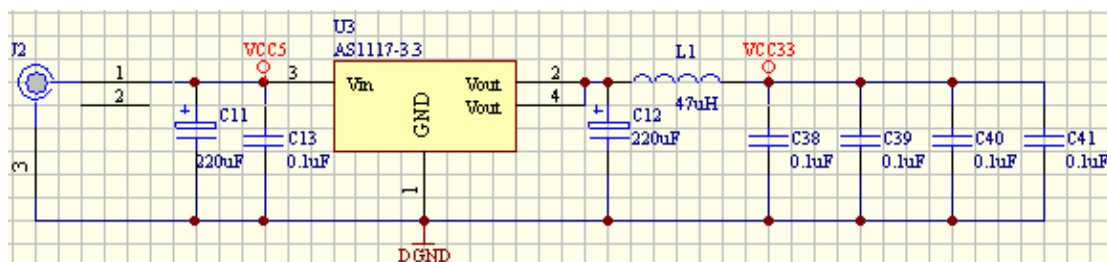 U3
J2
VCC5
AS1117-3.3
L1
VCC33
1
3
2
Vin
Vout
2
4
Vout
47uH
GND
+
C11
+
C12
220uF
C13
0.1uF
220uF
C38
0.1uF
C39
0.1uF
C40
0.1uF
C41
0.1uF
3
1
DGND